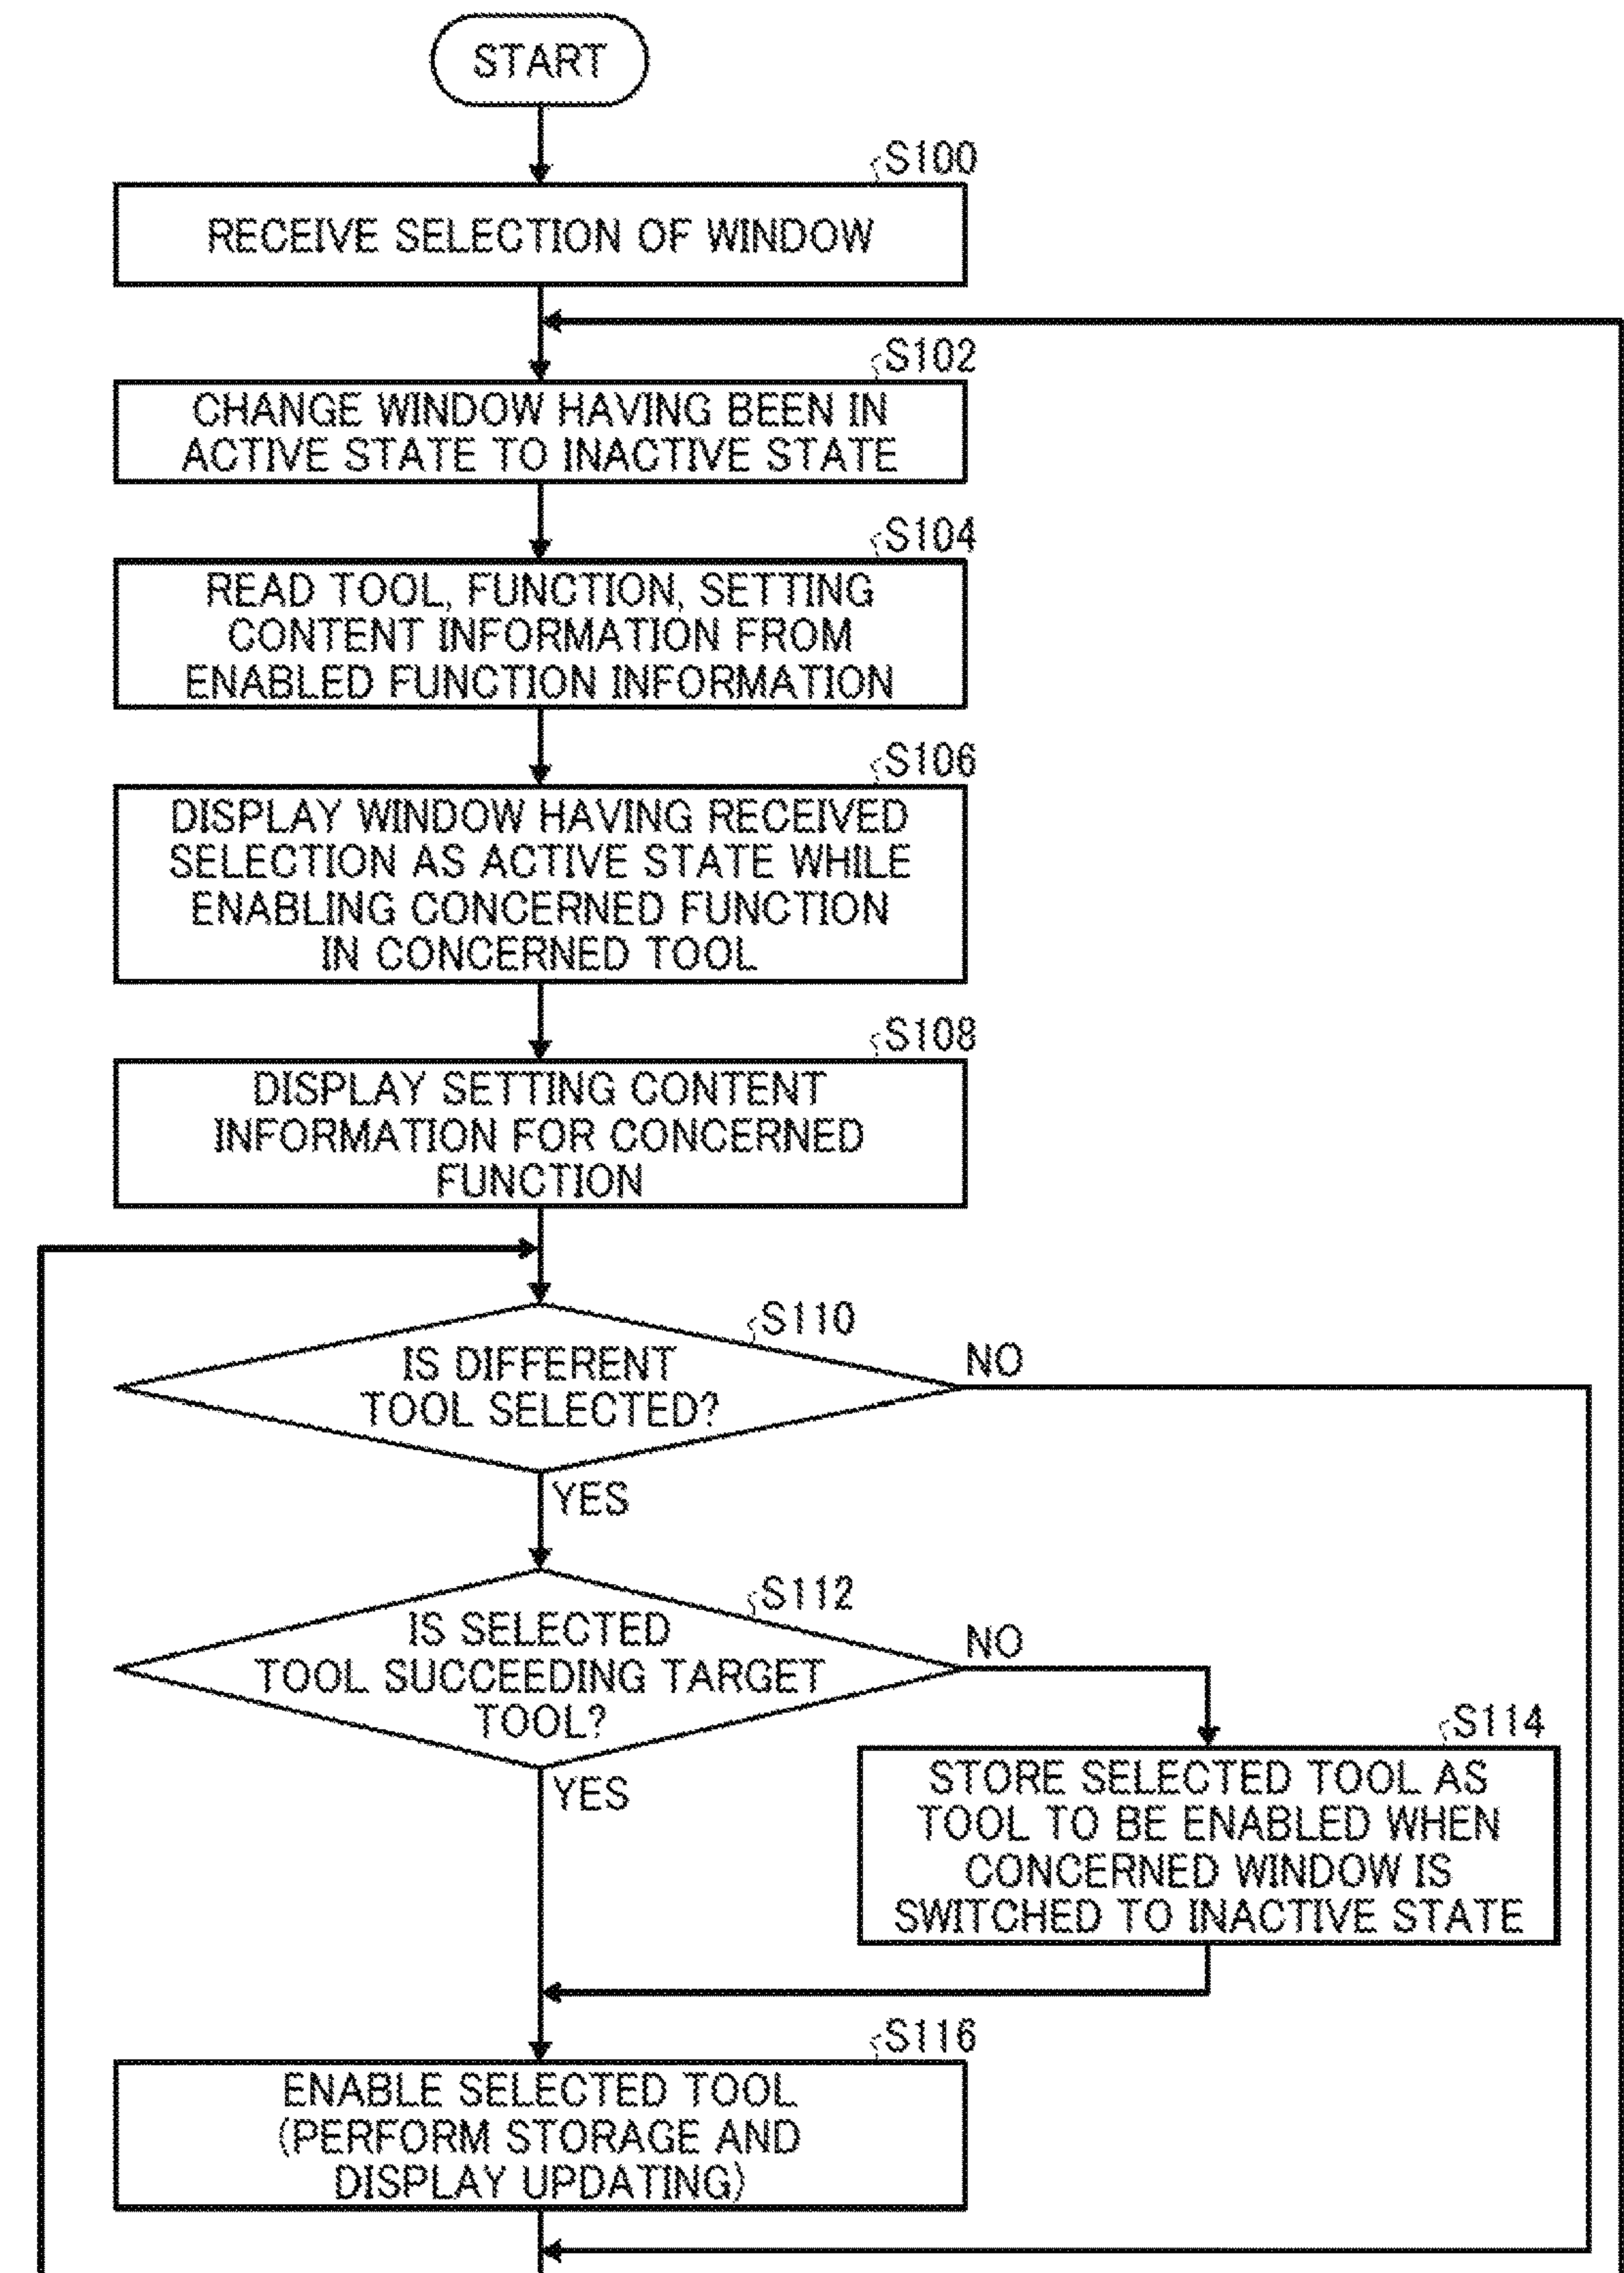 START
S100
RECEIVE SELECTION OF WINDOW
S102
CHANGE WINDOW HAVING BEEN IN
ACTIVE STATE TO INACTIVE STATE
S104
READ TOOL, FUNCTION, SETTING
CONTENT INFORMATION FROM
ENABLED FUNCTION INFORMATION
S106
DISPLAY WINDOW HAVING RECEIVED
SELECTION AS ACTIVE STATE WHILE
ENABLING CONCERNED FUNCTION
IN CONCERNED TOOL
S108
DISPLAY SETTING CONTENT
INFORMATION FOR CONCERNED
FUNCTION
S110
IS DIFFERENT
TOOL SELECTED?
NO
YES
S112
IS SELECTED
TOOL SUCCEEDING TARGET
TOOL?
NO
YES
S114
STORE SELECTED TOOL AS
TOOL TO BE ENABLED WHEN
CONCERNED WINDOW IS
SWITCHED TO INACTIVE STATE
S116
ENABLE SELECTED TOOL
(PERFORM STORAGE AND
DISPLAY UPDATING)